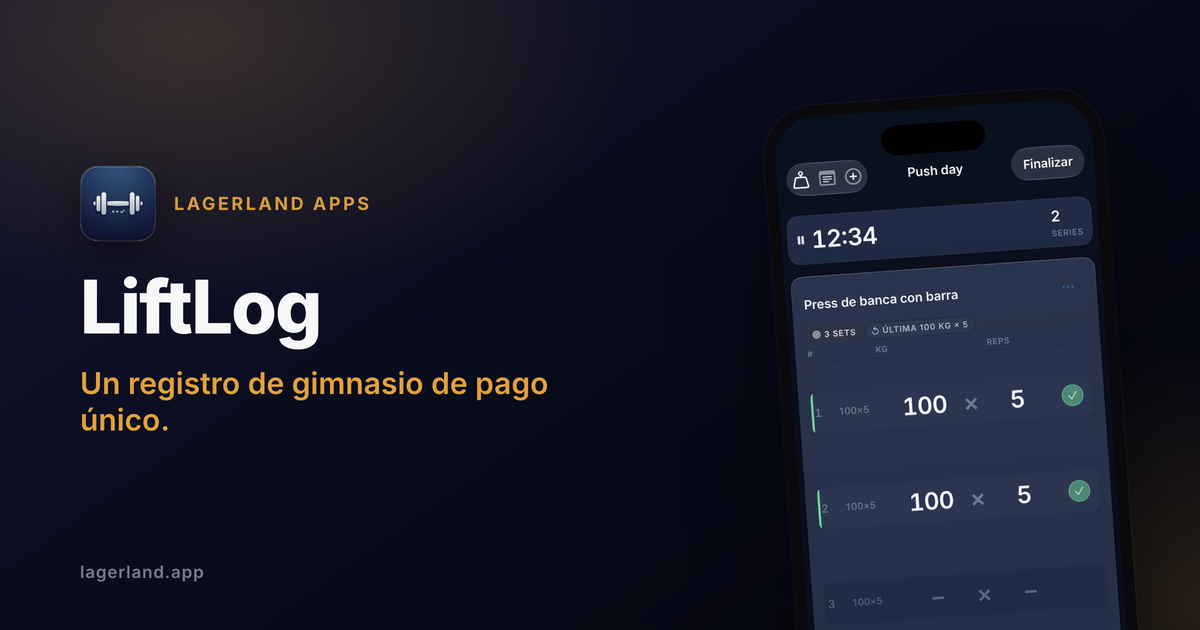 LAGERLAND APPS
LiftLog
Un registro de gimnasio de pago
único.
lagerland.app
Push day
Finalizar
12:34
2
SERIES
Press de banca con barra
...
3 SETS
ÚLTIMA 100 KG × 5
# KG REPS
1 100×5 100 × 5
2 100×5 100 × 5
3 100×5 – × –